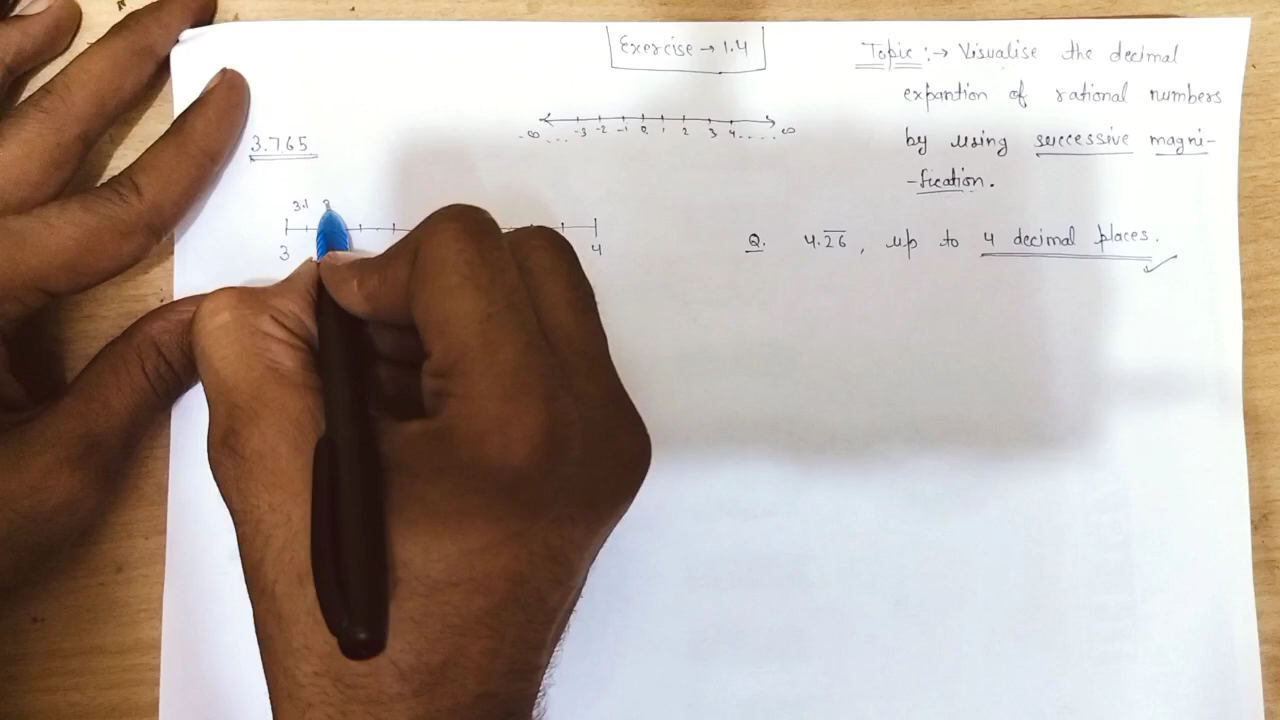 Exercise → 1.4
Topic :→ Visualise the decimal
expantion of rational numbers
by using successive magni-
-fication.
-∞ ... -3 -2 -1 0 1 2 3 4 ..... ∞
3.765
3.1
3 4
Q. 4.2̅6̅, up to 4 decimal places.